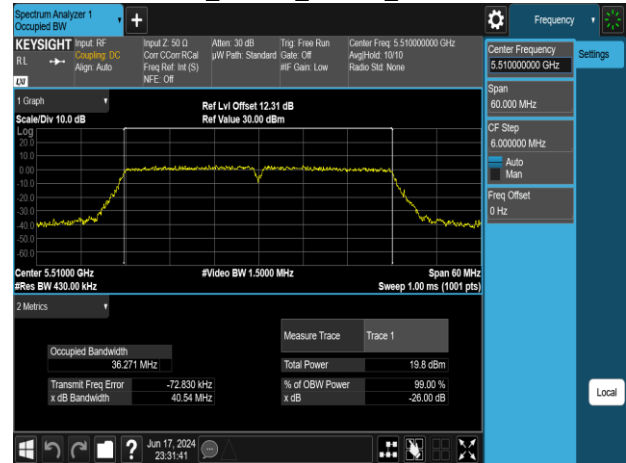 Spectrum Analyzer 1
Occupied BW
Frequency
KEYSIGHT
RL
LXI
Input: RF
Coupling: DC
Align: Auto
Input Z: 50 Ω
Corr CCorr RCal
Freq Ref: Int (S)
NFE: Off
Atten: 30 dB
µW Path: Standard
Trig: Free Run
Gate: Off
#IF Gain: Low
Center Freq: 5.510000000 GHz
Avg|Hold: 10/10
Radio Std: None
Center Frequency
5.510000000 GHz
Settings
Span
60.000 MHz
CF Step
6.000000 MHz
Auto
Man
Freq Offset
0 Hz
Local
1 Graph
Scale/Div 10.0 dB
Ref Lvl Offset 12.31 dB
Ref Value 30.00 dBm
Log
20.0
10.0
0.00
-10.0
-20.0
-30.0
-40.0
-50.0
-60.0
Center 5.51000 GHz
#Video BW 1.5000 MHz
Span 60 MHz
#Res BW 430.00 kHz
Sweep 1.00 ms (1001 pts)
2 Metrics
Measure Trace Trace 1
Occupied Bandwidth
36.271 MHz
Total Power 19.8 dBm
Transmit Freq Error -72.830 kHz
% of OBW Power 99.00 %
x dB Bandwidth 40.54 MHz
x dB -26.00 dB
Jun 17, 2024
23:31:41